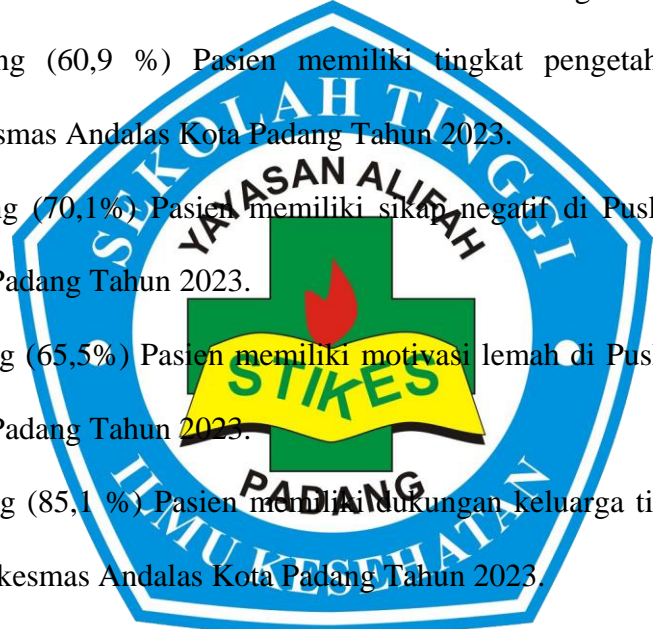 ng (60,9 %) Pasien memiliki tingkat pengetah
SEKOLAH TINGGI
smas Andalas Kota Padang Tahun 2023.
YAYASAN ALIFAH
ng (70,1%) Pasien memiliki sikap negatif di Pusk
Padang Tahun 2023.
g (65,5%) Pasien memiliki motivasi lemah di Pusk
STIKES
Padang Tahun 2023.
PADANG
g (85,1 %) Pasien memiliki dukungan keluarga ti
ILMU KESEHATAN
kesmas Andalas Kota Padang Tahun 2023.